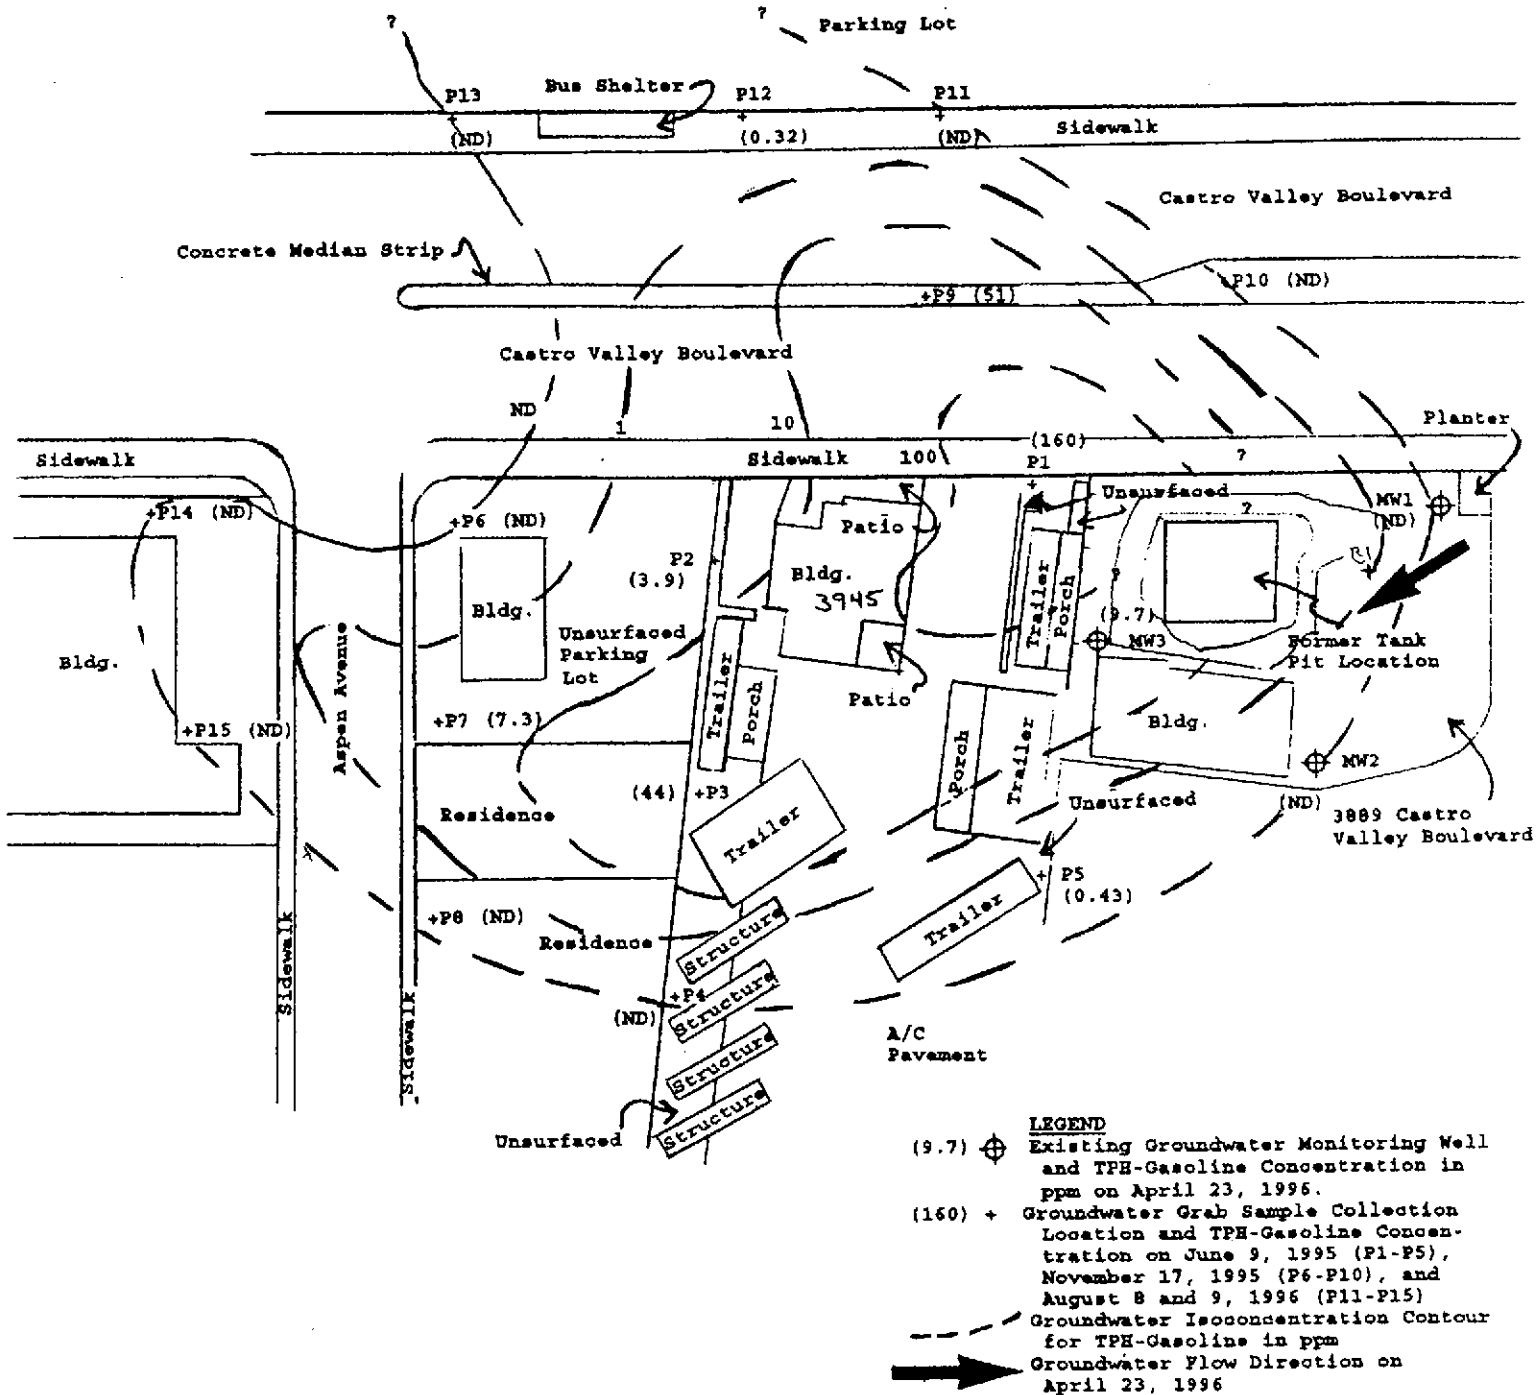 ?
?
Parking Lot
Bus Shelter
P13
P12
P11
(ND)
(0.32)
(ND)
Sidewalk
Castro Valley Boulevard
Concrete Median Strip
+P9 (51)
+P10 (ND)
Castro Valley Boulevard
ND
1
10
100
(160)
?
Planter
Sidewalk
Sidewalk
P1
Unsurfaced
MW1
(ND)
+P14 (ND)
+P6 (ND)
Patio
?
P2
(3.9)
Bldg.
3945
Trailer
Porch
(9.7)
MW3
Former Tank
Pit Location
Bldg.
Bldg.
Unsurfaced
Parking
Lot
Aspen Avenue
Trailer
Porch
Patio
+P15 (ND)
+P7 (7.3)
Porch
Trailer
Bldg.
MW2
(ND)
(44) +P3
Residence
Trailer
Unsurfaced
3889 Castro
Valley Boulevard
P5
(0.43)
+P8 (ND)
Residence
Structure
Trailer
Sidewalk
Sidewalk
+P4
(ND)
Structure
Structure
Structure
A/C
Pavement
Unsurfaced
LEGEND
(9.7) Existing Groundwater Monitoring Well
and TPH-Gasoline Concentration in
ppm on April 23, 1996.
(160) + Groundwater Grab Sample Collection
Location and TPH-Gasoline Concen-
tration on June 9, 1995 (P1-P5),
November 17, 1995 (P6-P10), and
August 8 and 9, 1996 (P11-P15)
Groundwater Isoconcentration Contour
for TPH-Gasoline in ppm
Groundwater Flow Direction on
April 23, 1996